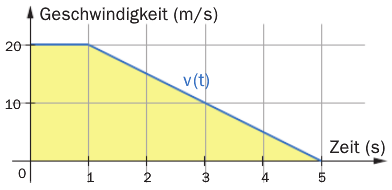 Geschwindigkeit (m/s)
20
v(t)
10
Zeit (s)
0
1 2 3 4 5